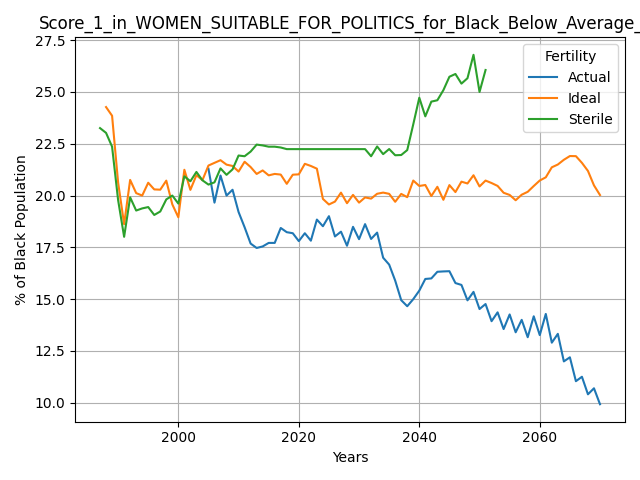 Score_1_in_WOMEN_SUITABLE_FOR_POLITICS_for_Black_Below_Average_
27.5
25.0
22.5
20.0
17.5
15.0
12.5
10.0
% of Black Population
Fertility
Actual
Ideal
Sterile
2000
2020
2040
2060
Years